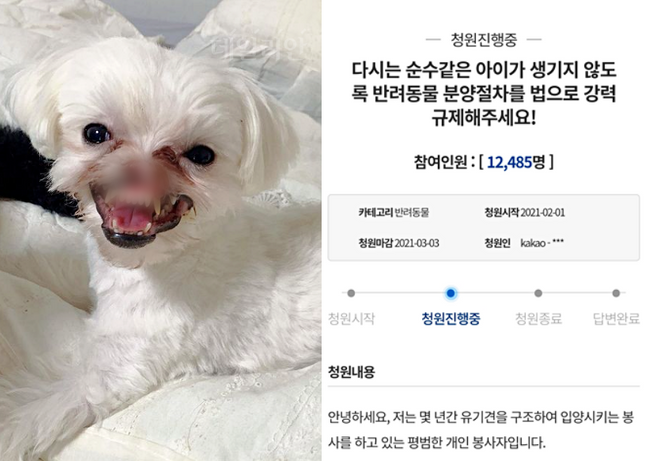 청원진행중
다시는 순수같은 아이가 생기지 않도
록 반려동물 분양절차를 법으로 강력
규제해주세요!
참여인원 : [ 12,485명 ]
카테고리 반려동물 청원시작 2021-02-01
청원마감 2021-03-03 청원인 kakao - ***
청원시작 청원진행중 청원종료 답변완료
청원내용
안녕하세요, 저는 몇 년간 유기견을 구조하여 입양시키는 봉
사를 하고 있는 평범한 개인 봉사자입니다.